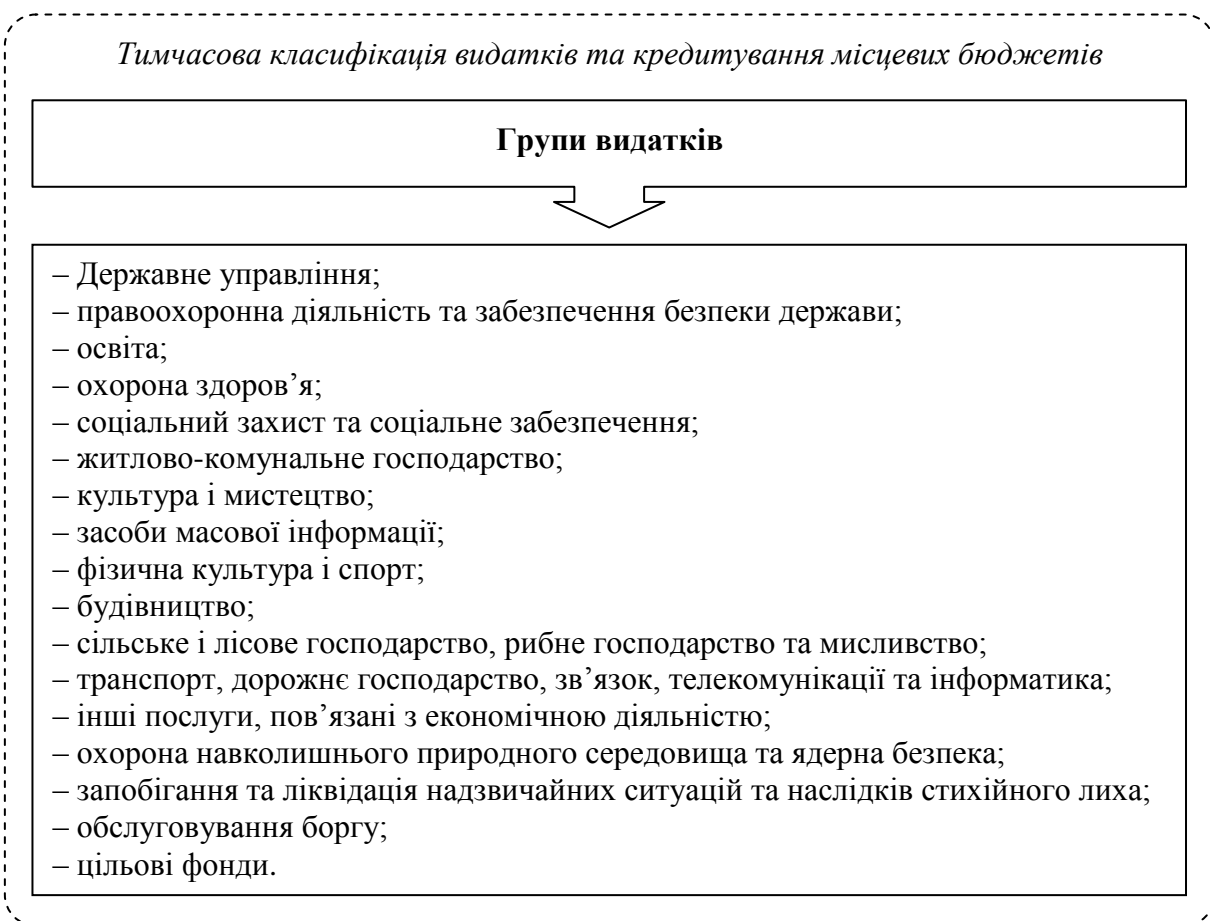 Тимчасова класифікація видатків та кредитування місцевих бюджетів
Групи видатків
– Державне управління;
– правоохоронна діяльність та забезпечення безпеки держави;
– освіта;
– охорона здоров’я;
– соціальний захист та соціальне забезпечення;
– житлово-комунальне господарство;
– культура і мистецтво;
– засоби масової інформації;
– фізична культура і спорт;
– будівництво;
– сільське і лісове господарство, рибне господарство та мисливство;
– транспорт, дорожнє господарство, зв’язок, телекомунікації та інформатика;
– інші послуги, пов’язані з економічною діяльністю;
– охорона навколишнього природного середовища та ядерна безпека;
– запобігання та ліквідація надзвичайних ситуацій та наслідків стихійного лиха;
– обслуговування боргу;
– цільові фонди.